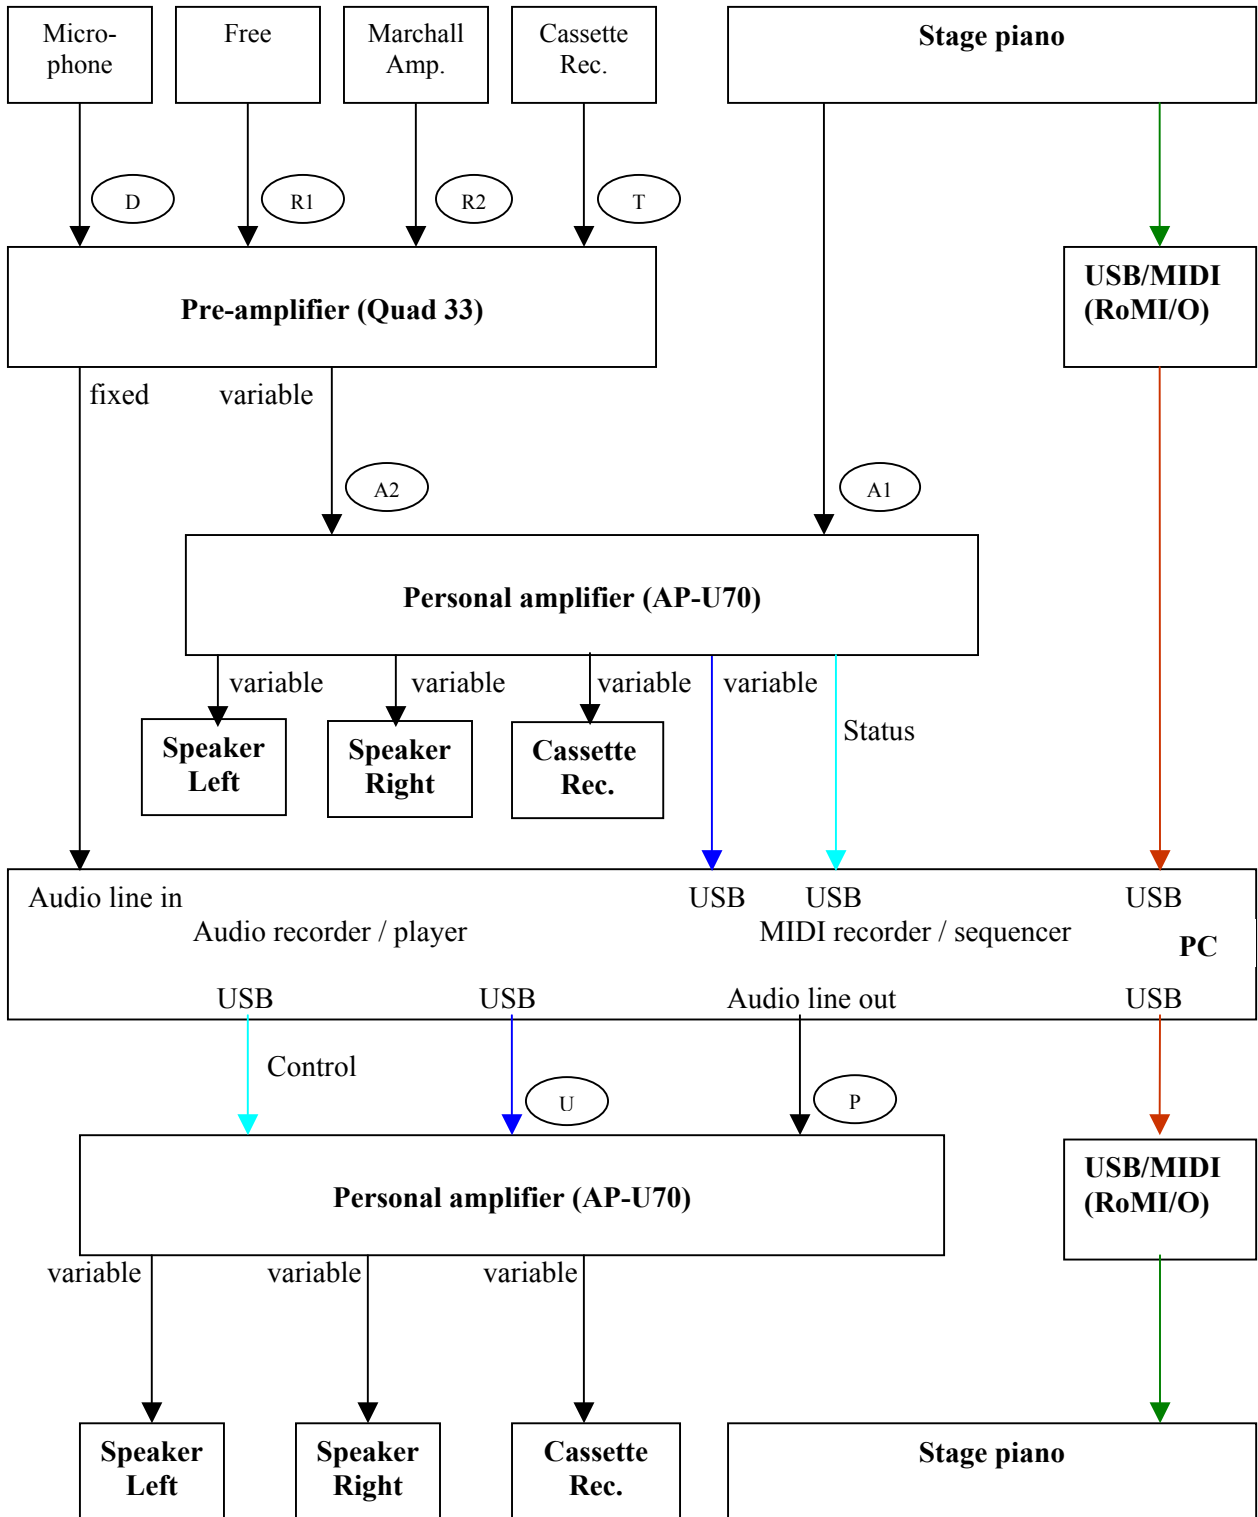 Micro-
phone
Free
Marchall
Amp.
Cassette
Rec.
Stage piano
D
R1
R2
T
Pre-amplifier (Quad 33)
USB/MIDI
(RoMI/O)
fixed
variable
A2
A1
Personal amplifier (AP-U70)
variable
variable
variable
variable
Status
Speaker
Left
Speaker
Right
Cassette
Rec.
Audio line in
USB
USB
USB
Audio recorder / player
MIDI recorder / sequencer
PC
USB
USB
Audio line out
USB
Control
U
P
Personal amplifier (AP-U70)
USB/MIDI
(RoMI/O)
variable
variable
variable
Speaker
Left
Speaker
Right
Cassette
Rec.
Stage piano